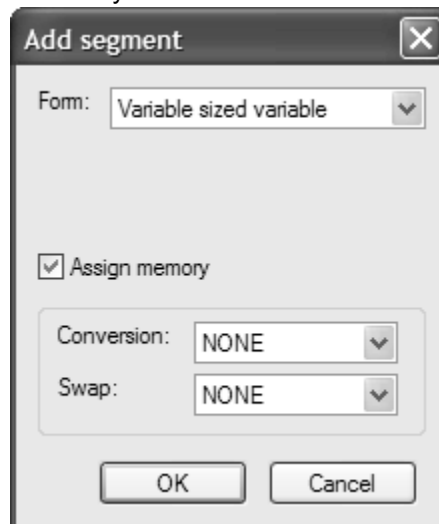 Add segment
Form: Variable sized variable
Assign memory
Conversion: NONE
Swap: NONE
OK Cancel